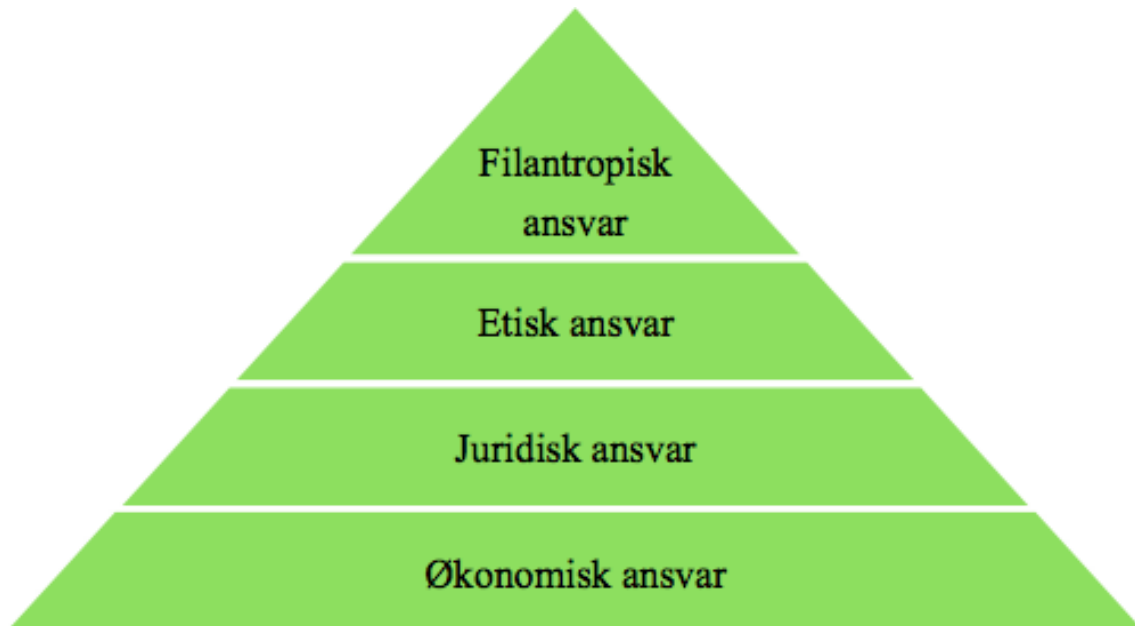 Filantropisk
ansvar
Etisk ansvar
Juridisk ansvar
Økonomisk ansvar